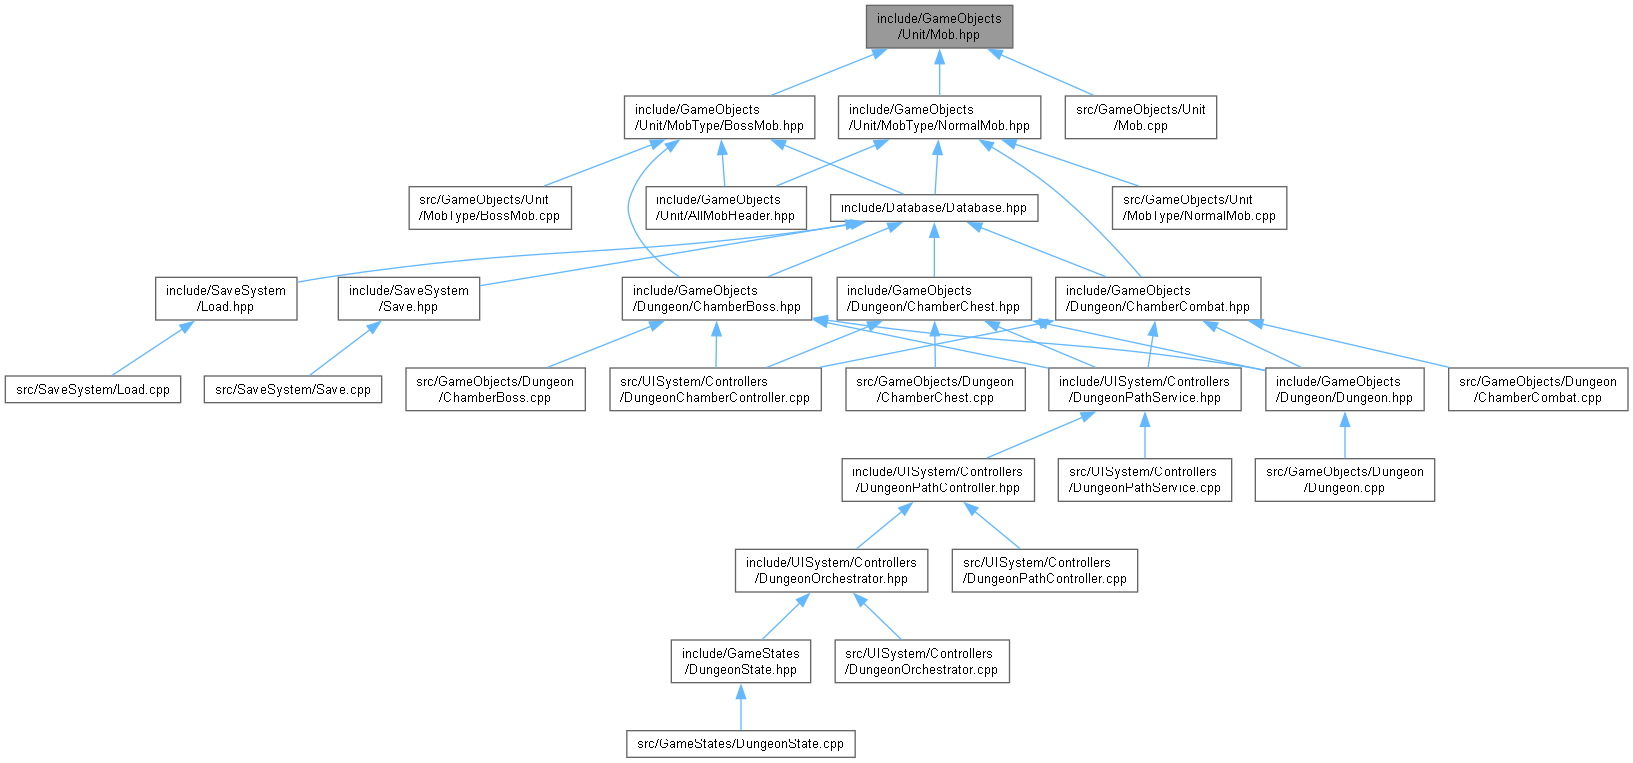 include/GameObjects
/Unit/Mob.hpp
include/GameObjects
/Unit/MobType/BossMob.hpp
include/GameObjects
/Unit/MobType/NormalMob.hpp
src/GameObjects/Unit
/Mob.cpp
src/GameObjects/Unit
/MobType/BossMob.cpp
include/GameObjects
/Unit/AllMobHeader.hpp
include/Database/Database.hpp
src/GameObjects/Unit
/MobType/NormalMob.cpp
include/SaveSystem
/Load.hpp
include/SaveSystem
/Save.hpp
include/GameObjects
/Dungeon/ChamberBoss.hpp
include/GameObjects
/Dungeon/ChamberChest.hpp
include/GameObjects
/Dungeon/ChamberCombat.hpp
src/SaveSystem/Load.cpp
src/SaveSystem/Save.cpp
src/GameObjects/Dungeon
/ChamberBoss.cpp
src/UISystem/Controllers
/DungeonChamberController.cpp
src/GameObjects/Dungeon
/ChamberChest.cpp
include/UISystem/Controllers
/DungeonPathService.hpp
include/GameObjects
/Dungeon/Dungeon.hpp
src/GameObjects/Dungeon
/ChamberCombat.cpp
include/UISystem/Controllers
/DungeonPathController.hpp
src/UISystem/Controllers
/DungeonPathService.cpp
src/GameObjects/Dungeon
/Dungeon.cpp
include/UISystem/Controllers
/DungeonOrchestrator.hpp
src/UISystem/Controllers
/DungeonPathController.cpp
include/GameStates
/DungeonState.hpp
src/UISystem/Controllers
/DungeonOrchestrator.cpp
src/GameStates/DungeonState.cpp